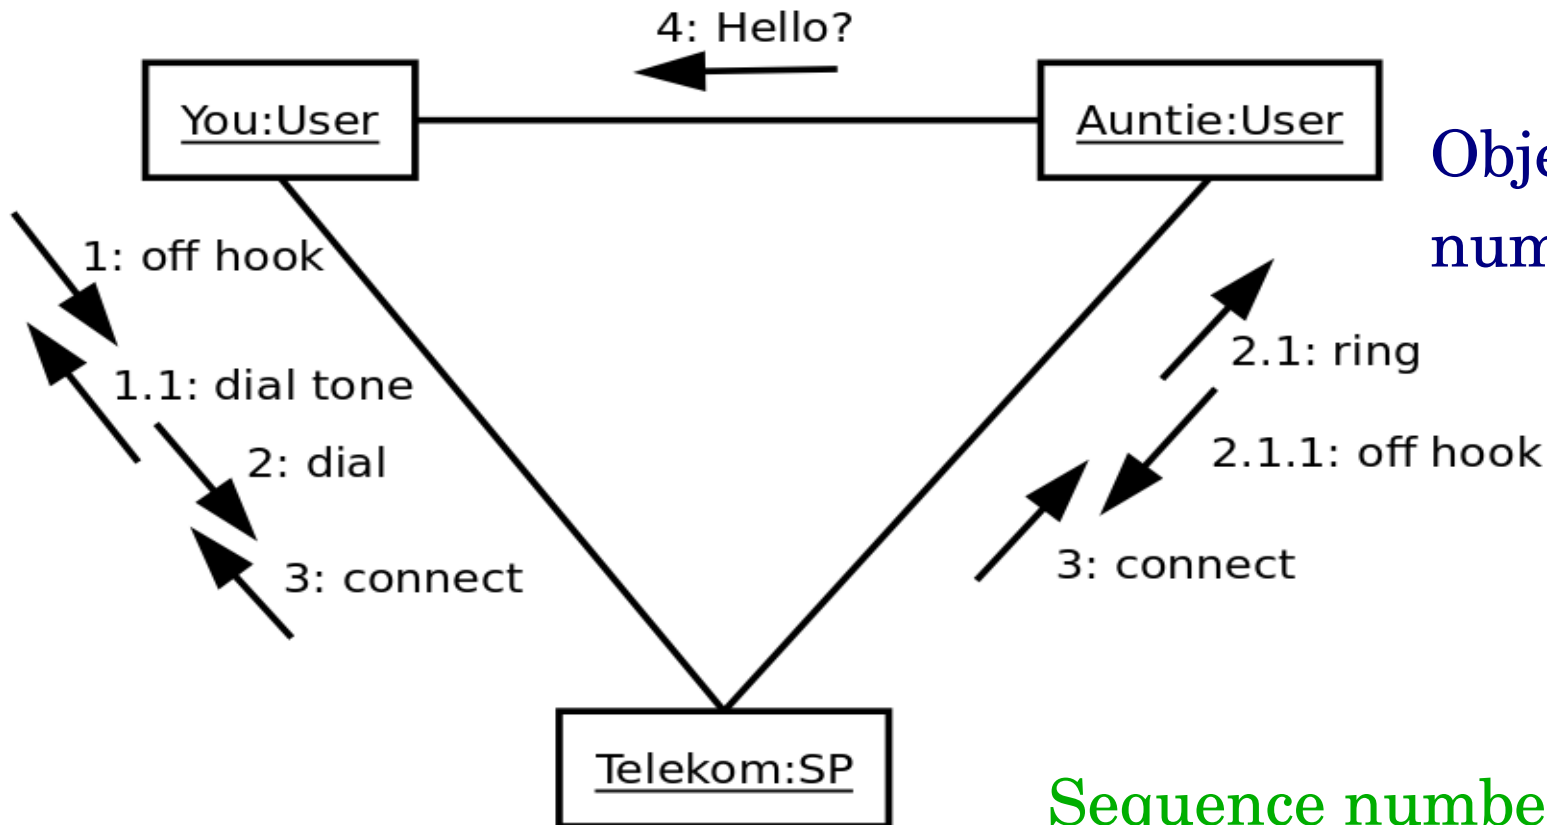 4: Hello?
You:User
Auntie:User
1: off hook
1.1: dial tone
2: dial
3: connect
2.1: ring
2.1.1: off hook
3: connect
Telekom:SP
Sequence